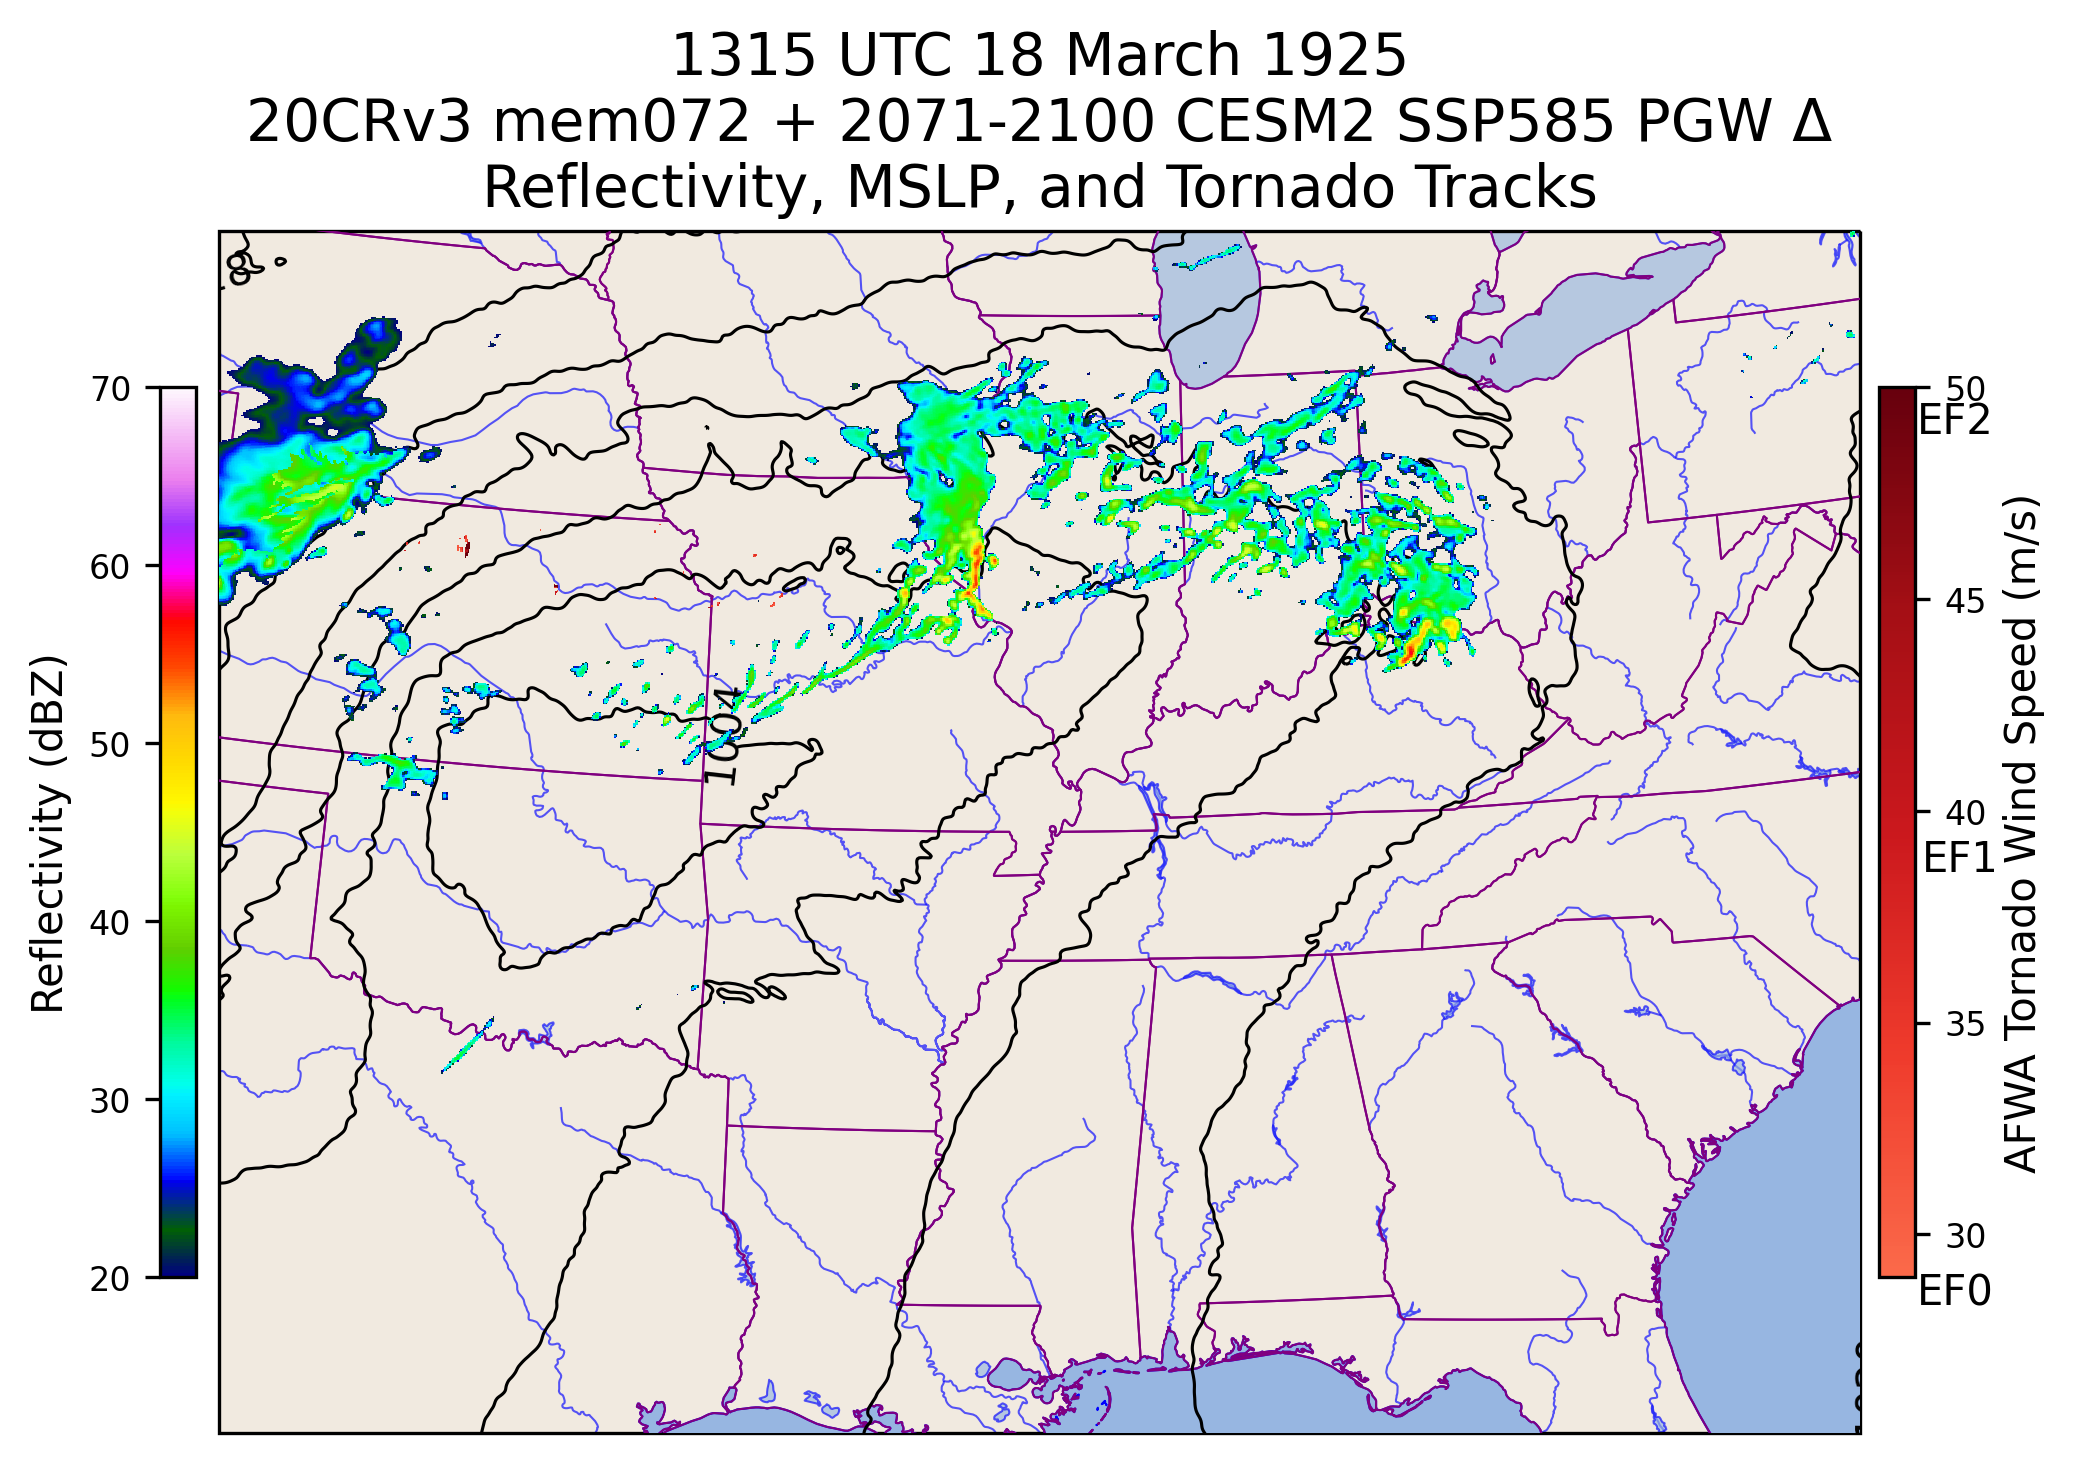 1315 UTC 18 March 1925
20CRv3 mem072 + 2071-2100 CESM2 SSP585 PGW Δ
Reflectivity, MSLP, and Tornado Tracks
70
60
50
40
30
20
Reflectivity (dBZ)
1004
50
EF2
45
40
EF1
35
30
EF0
AFWA Tornado Wind Speed (m/s)